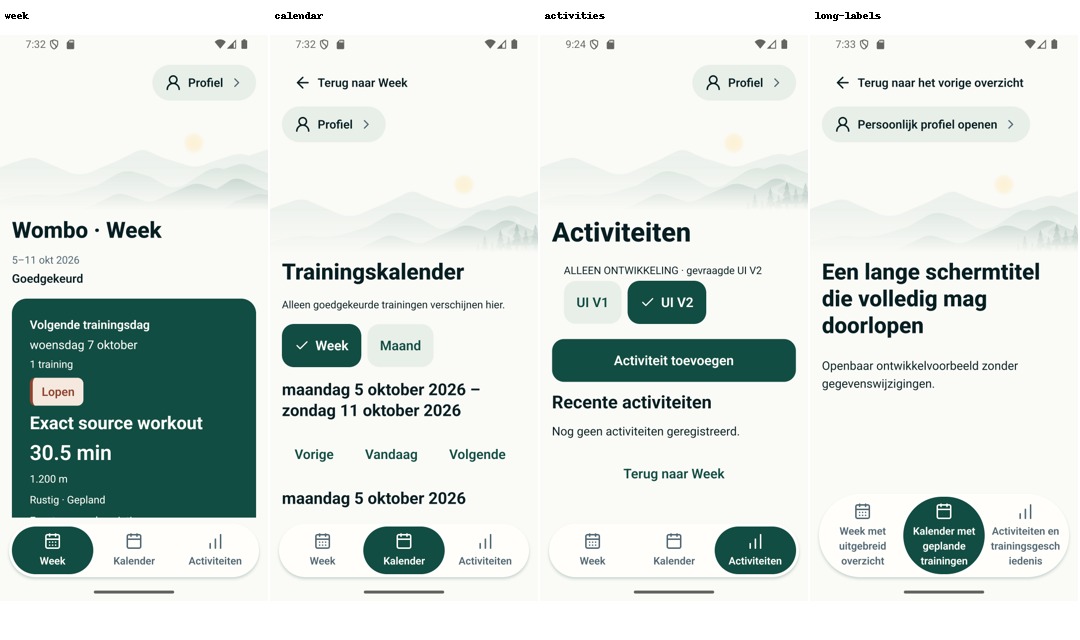 week
7:32
Profiel
Wombo · Week
5–11 okt 2026
Goedgekeurd
Volgende trainingsdag
woensdag 7 oktober
1 training
Lopen
Exact source workout
30.5 min
1.200 m
Rustig · Gepland
Week
Kalender
Activiteiten
calendar
7:32
Terug naar Week
Profiel
Trainingskalender
Alleen goedgekeurde trainingen verschijnen hier.
Week
Maand
maandag 5 oktober 2026 –
zondag 11 oktober 2026
Vorige
Vandaag
Volgende
maandag 5 oktober 2026
Week
Kalender
Activiteiten
activities
9:24
Profiel
Activiteiten
ALLEEN ONTWIKKELING · gevraagde UI V2
UI V1
UI V2
Activiteit toevoegen
Recente activiteiten
Nog geen activiteiten geregistreerd.
Terug naar Week
Week
Kalender
Activiteiten
long-labels
7:33
Terug naar het vorige overzicht
Persoonlijk profiel openen
Een lange schermtitel
die volledig mag
doorlopen
Openbaar ontwikkelvoorbeeld zonder
gegevenswijzigingen.
Week met
uitgebreid
overzicht
Kalender met
geplande
trainingen
Activiteiten en
trainingsgesch
iedenis